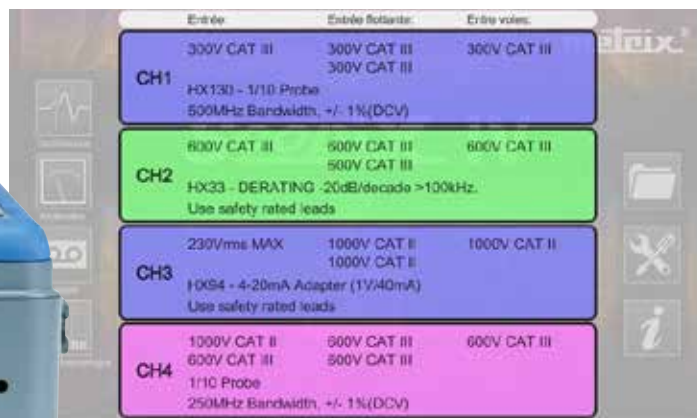 Entrée: Entrée flottante: Entre voies:
metrix
CH1
300V CAT III 300V CAT III 300V CAT III
300V CAT III
HX130 - 1/10 Probe
500MHz Bandwidth, +/- 1%(DCV)
CH2
600V CAT III 600V CAT III 600V CAT III
600V CAT III
HX33 - DERATING -20dB/decade >100kHz.
Use safety rated leads
CH3
230Vrms MAX 1000V CAT II 1000V CAT II
1000V CAT II
HX94 - 4-20mA Adapter (1V/40mA)
Use safety rated leads
CH4
1000V CAT II 600V CAT III 600V CAT III
600V CAT III 600V CAT III
1/10 Probe
250MHz Bandwidth, +/- 1%(DCV)